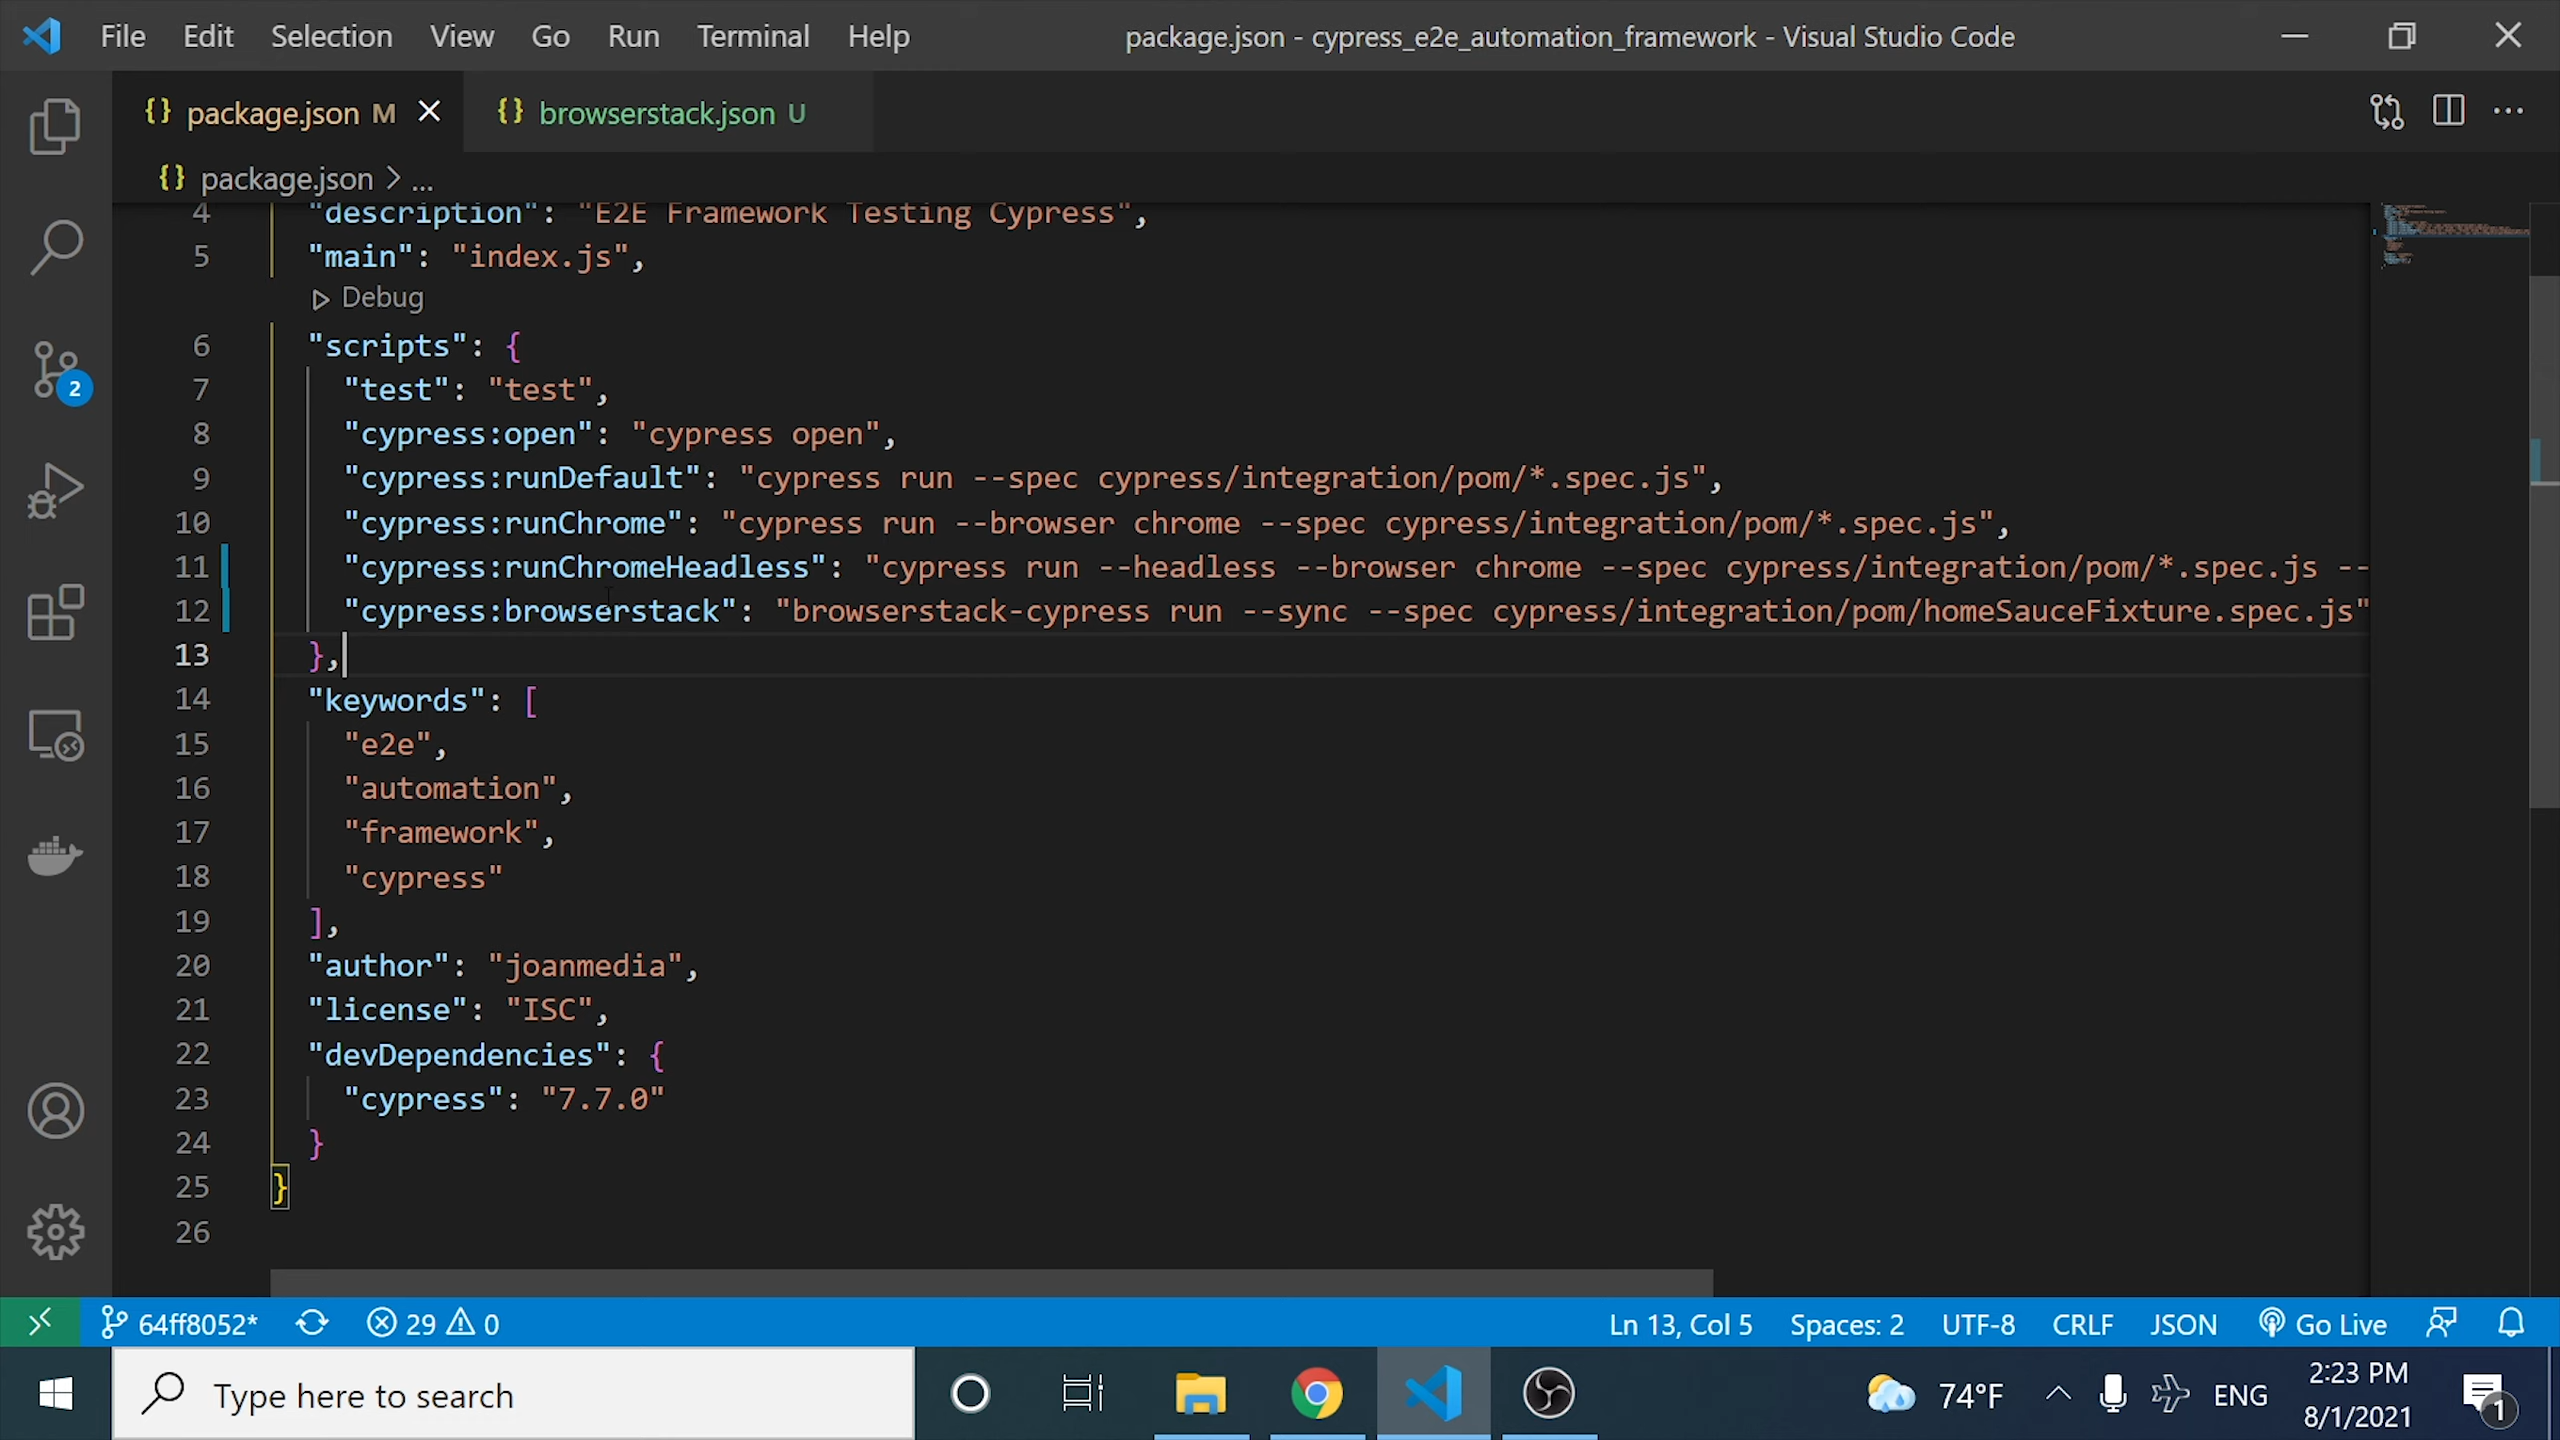 File Edit Selection View Go Run Terminal Help package.json - cypress_e2e_automation_framework - Visual Studio Code
{} package.json M × {} browserstack.json U
{} package.json > ...
4 "description": "E2E Framework Testing Cypress",
5 "main": "index.js",
Debug
6 "scripts": {
7 "test": "test",
8 "cypress:open": "cypress open",
9 "cypress:runDefault": "cypress run --spec cypress/integration/pom/*.spec.js",
10 "cypress:runChrome": "cypress run --browser chrome --spec cypress/integration/pom/*.spec.js",
11 "cypress:runChromeHeadless": "cypress run --headless --browser chrome --spec cypress/integration/pom/*.spec.js --
12 "cypress:browserstack": "browserstack-cypress run --sync --spec cypress/integration/pom/homeSauceFixture.spec.js"
13 },
14 "keywords": [
15 "e2e",
16 "automation",
17 "framework",
18 "cypress"
19 ],
20 "author": "joanmedia",
21 "license": "ISC",
22 "devDependencies": {
23 "cypress": "7.7.0"
24 }
25 }
26
2
64ff8052* 29 0 Ln 13, Col 5 Spaces: 2 UTF-8 CRLF JSON Go Live
Type here to search 74°F ENG 2:23 PM
8/1/2021
1